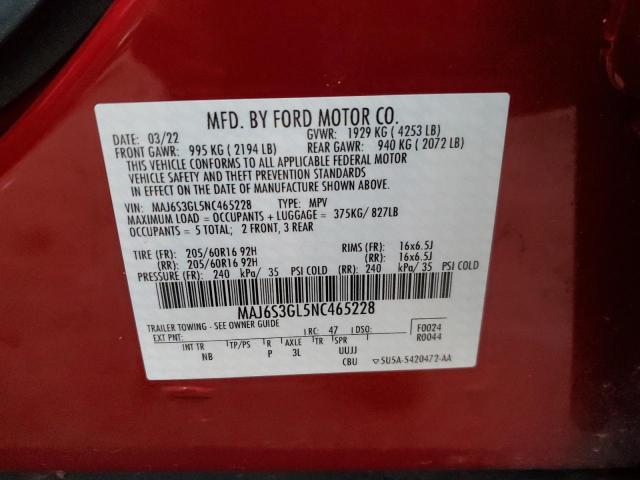 MFD. BY FORD MOTOR CO.
DATE: 03/22 GVWR: 1929 KG ( 4253 LB)
FRONT GAWR: 995 KG ( 2194 LB) REAR GAWR: 940 KG ( 2072 LB)
THIS VEHICLE CONFORMS TO ALL APPLICABLE FEDERAL MOTOR
VEHICLE SAFETY AND THEFT PREVENTION STANDARDS
IN EFFECT ON THE DATE OF MANUFACTURE SHOWN ABOVE.
VIN: MAJ6S3GL5NC465228 TYPE: MPV
MAXIMUM LOAD = OCCUPANTS + LUGGAGE = 375KG/ 827LB
OCCUPANTS = 5 TOTAL; 2 FRONT, 3 REAR
TIRE (FR): 205/60R16 92H RIMS (FR): 16x6.5J
(RR): 205/60R16 92H (RR): 16x6.5J
PRESSURE (FR): 240 kPa/ 35 PSI COLD (RR): 240 kPa/ 35 PSI COLD
MAJ6S3GL5NC465228
TRAILER TOWING - SEE OWNER GUIDE
EXT PNT: RC: 47 DSO: F0024
R0044
INT TR TP/PS R AXLE TR SPR
NB P 3L UUJJ
CBU ▽5U5A-5420472-AA